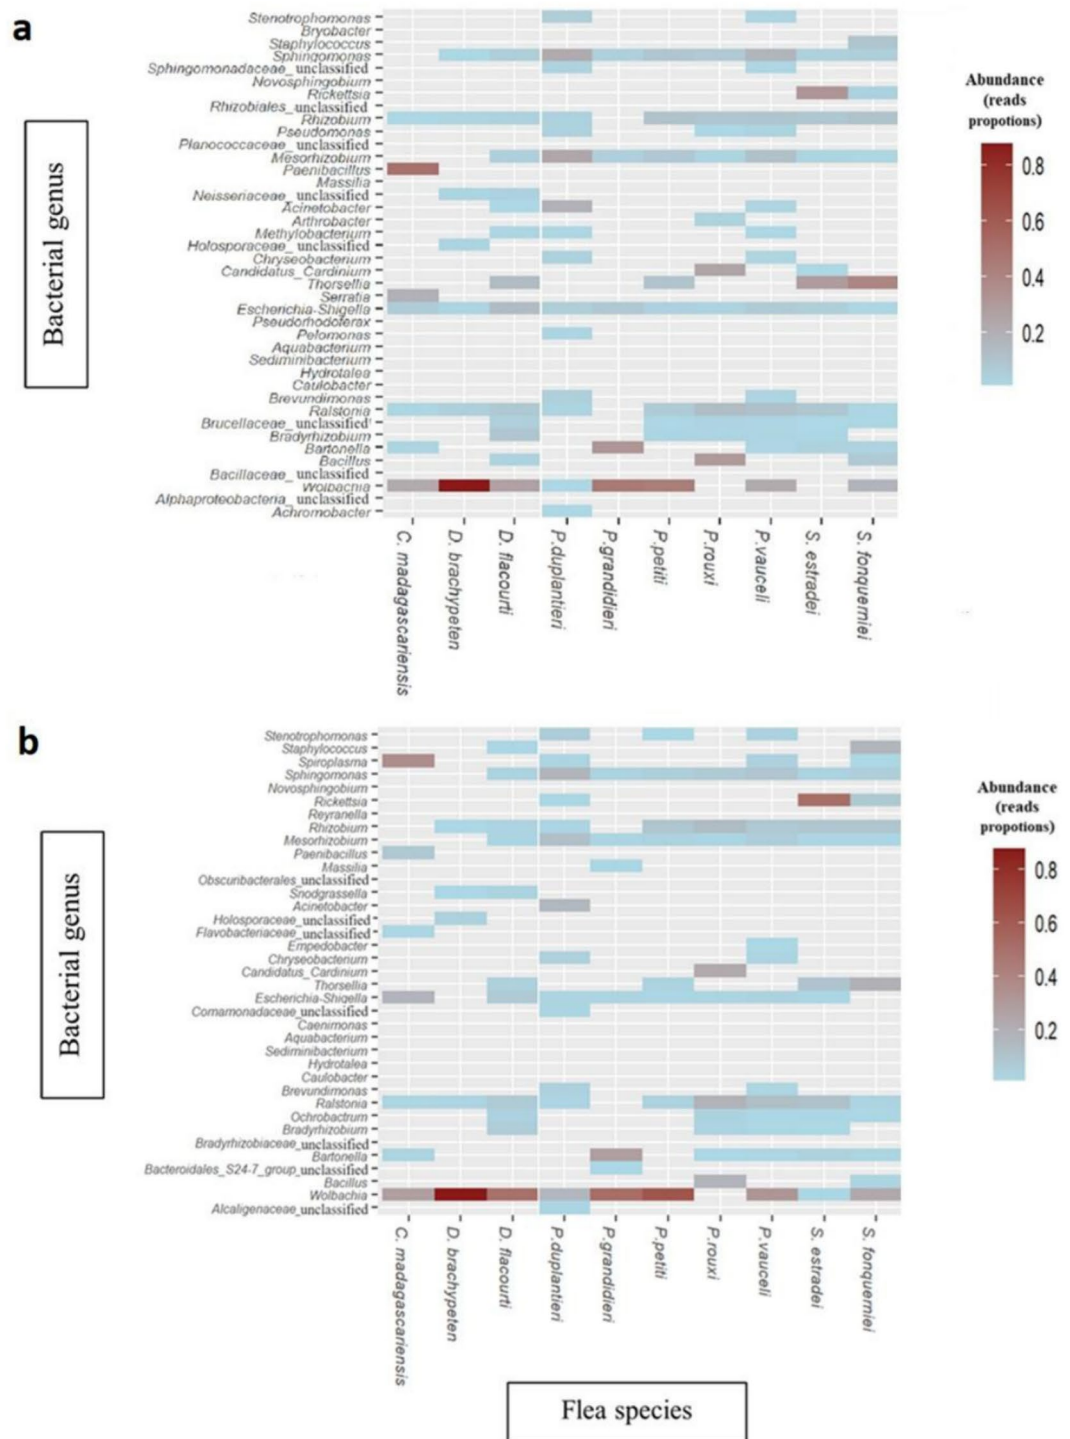 a
Stenotrophomonas
Bryobacter
Staphylococcus
Sphingomonas
Sphingomonadaceae_unclassified
Novosphingobium
Rickettsia
Rhizobiales_unclassified
Rhizobium
Pseudomonas
Planococcaceae_unclassified
Mesorhizobium
Paenibacillus
Massilia
Neisseriaceae_unclassified
Acinetobacter
Arthrobacter
Methylobacterium
Holosporaceae_unclassified
Chryseobacterium
Candidatus_Cardinium
Thorsellia
Serratia
Escherichia-Shigella
Pseudorhodoferax
Pelomonas
Aquabacterium
Sediminibacterium
Hydrotalea
Caulobacter
Brevundimonas
Ralstonia
Brucellaceae_unclassified
Bradyrhizobium
Bartonella
Bacillus
Bacillaceae_unclassified
Wolbachia
Alphaproteobacteria_unclassified
Achromobacter
Bacterial genus
C. madagascariensis
D. brachypeten
D. flacourti
P.duplantieri
P.grandidieri
P.petiti
P.rouxi
P.vauceli
S. estradei
S. fonquerniei
Abundance
(reads
propotions)
0.8
0.6
0.4
0.2
b
Stenotrophomonas
Staphylococcus
Spiroplasma
Sphingomonas
Novosphingobium
Rickettsia
Reyranella
Rhizobium
Mesorhizobium
Paenibacillus
Massilia
Obscuribacterales_unclassified
Snodgrassella
Acinetobacter
Holosporaceae_unclassified
Flavobacteriaceae_unclassified
Empedobacter
Chryseobacterium
Candidatus_Cardinium
Thorsellia
Escherichia-Shigella
Comamonadaceae_unclassified
Caenimonas
Aquabacterium
Sediminibacterium
Hydrotalea
Caulobacter
Brevundimonas
Ralstonia
Ochrobactrum
Bradyrhizobium
Bradyrhizobiaceae_unclassified
Bartonella
Bacteroidales_S24-7_group_unclassified
Bacillus
Wolbachia
Alcaligenaceae_unclassified
Bacterial genus
C. madagascariensis
D. brachypeten
D. flacourti
P.duplantieri
P.grandidieri
P.petiti
P.rouxi
P.vauceli
S. estradei
S. fonquerniei
Abundance
(reads
propotions)
0.8
0.6
0.4
0.2
Flea species